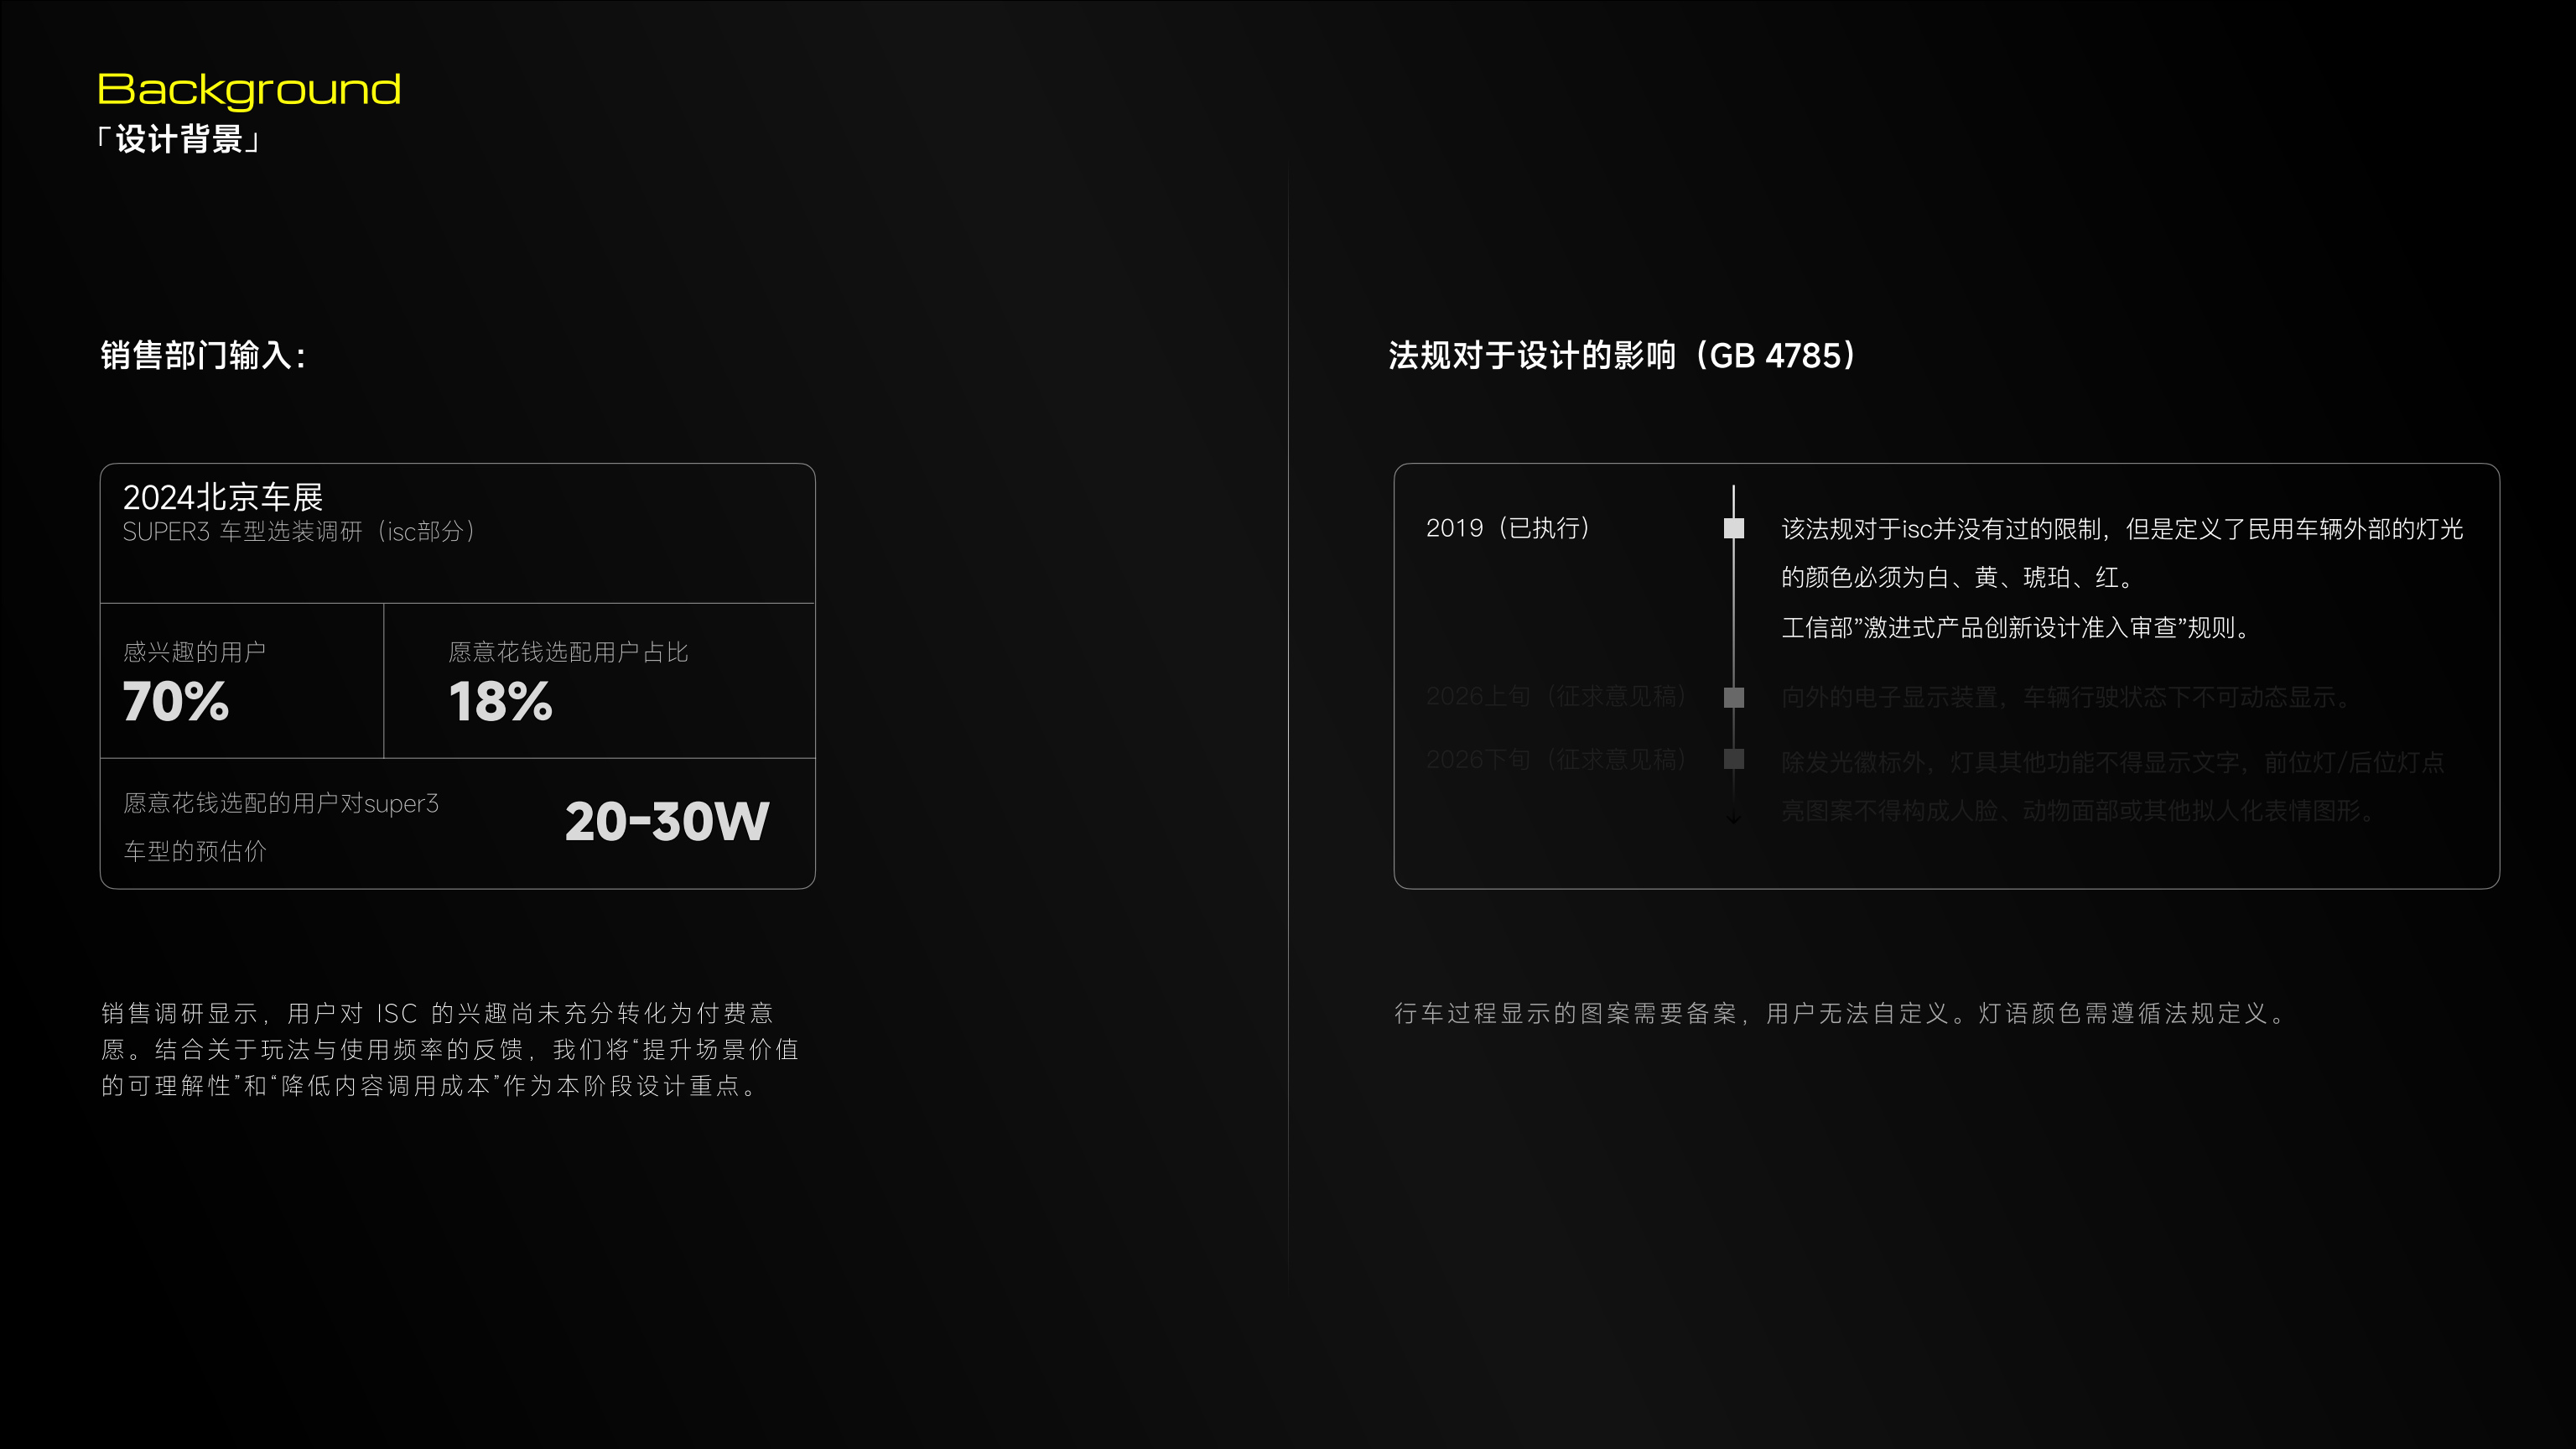 Background
「设计背景」
销售部门输入：
2024北京车展
SUPER3 车型选装调研（isc部分）
感兴趣的用户
70%
愿意花钱选配用户占比
18%
愿意花钱选配的用户对super3
车型的预估价
20-30W
销售调研显示，用户对 ISC 的兴趣尚未充分转化为付费意
愿。结合关于玩法与使用频率的反馈，我们将“提升场景价值
的可理解性”和“降低内容调用成本”作为本阶段设计重点。
法规对于设计的影响（GB 4785）
2019（已执行）
该法规对于isc并没有过的限制，但是定义了民用车辆外部的灯光
的颜色必须为白、黄、琥珀、红。
工信部”激进式产品创新设计准入审查”规则。
2026上旬（征求意见稿）
向外的电子显示装置，车辆行驶状态下不可动态显示。
2026下旬（征求意见稿）
除发光徽标外，灯具其他功能不得显示文字，前位灯/后位灯点
亮图案不得构成人脸、动物面部或其他拟人化表情图形。
行车过程显示的图案需要备案，用户无法自定义。灯语颜色需遵循法规定义。